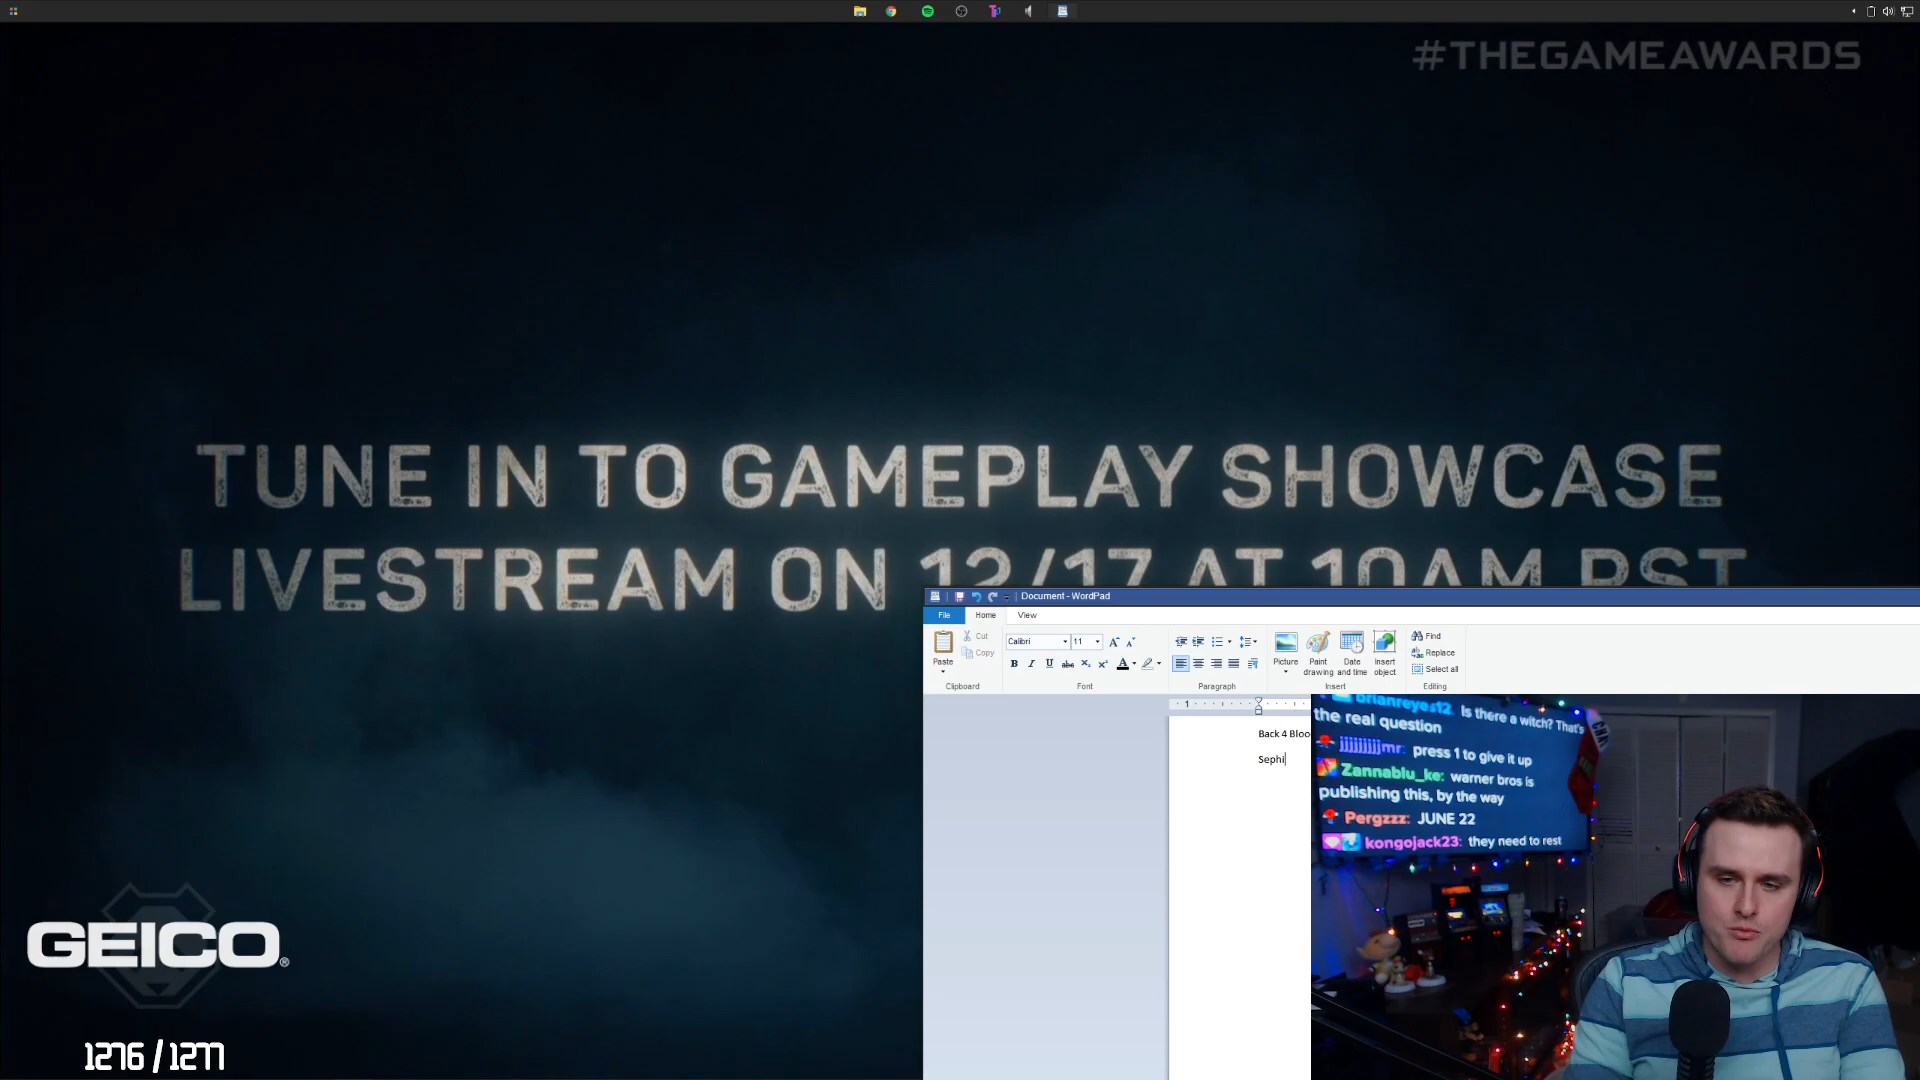 #THEGAMEAWARDS
TUNE IN TO GAMEPLAY SHOWCASE
LIVESTREAM ON 12/17 AT 10AM PST
Document - WordPad
File Home View
Paste
Cut
Copy
Clipboard
Calibri 11
Font
Paragraph
Picture
Paint drawing
Date and time
Insert object
Insert
Find
Replace
Select all
Editing
1
Back 4 Bloo
Sephi
brianreyes12: Is there a witch? That's
the real question
jjjjjjjjjmr: press 1 to give it up
Zannablu_ke: warner bros is
publishing this, by the way
Pergzzz: JUNE 22
kongojack23: they need to rest
GEICO
1276 / 1277